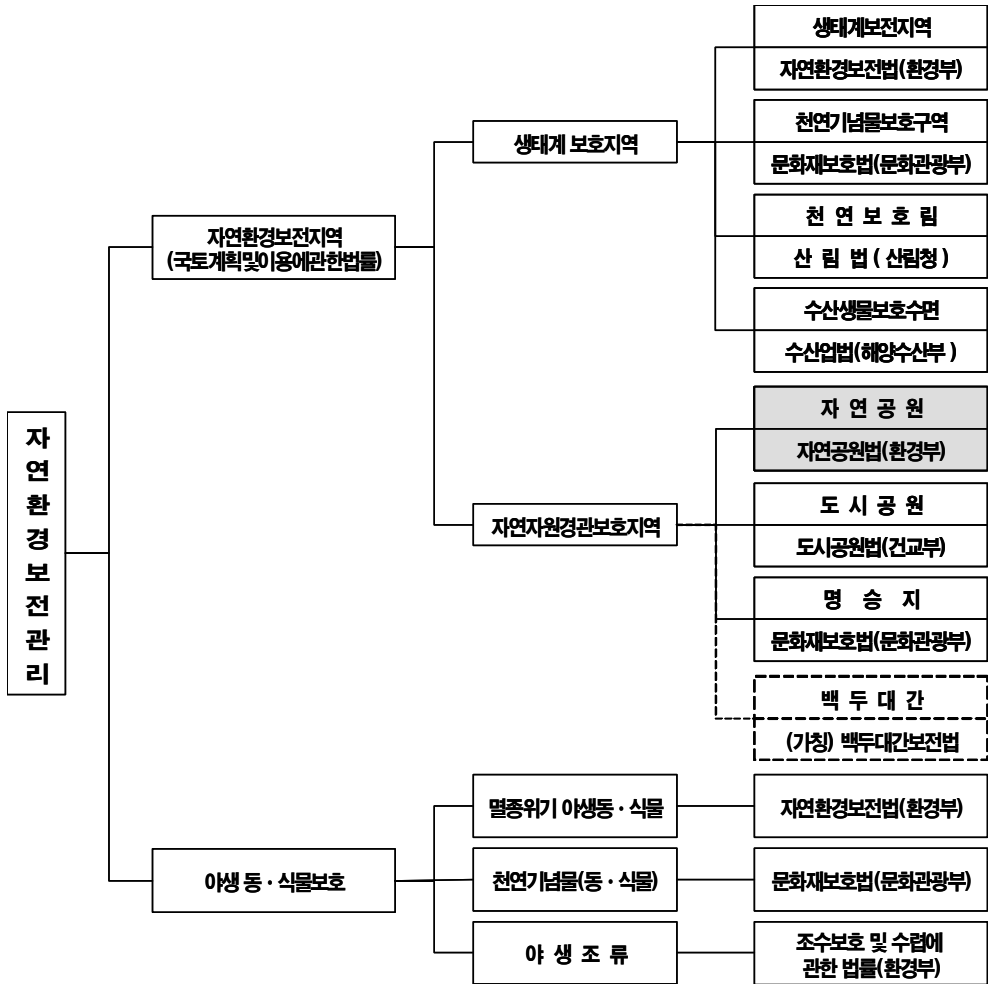 자연환경보전관리
자연환경보전지역
(국토계획및이용에관한법률)
생태계 보호지역
생태계보전지역
자연환경보전법(환경부)
천연기념물보호구역
문화재보호법(문화관광부)
천 연 보 호 림
산 림 법 ( 산림청 )
수산생물보호수면
수산업법(해양수산부 )
자연자원경관보호지역
자 연 공 원
자연공원법(환경부)
도 시 공 원
도시공원법(건교부)
명 승 지
문화재보호법(문화관광부)
백 두 대 간
(가칭) 백두대간보전법
야생 동 · 식물보호
멸종위기 야생동 · 식물
자연환경보전법(환경부)
천연기념물(동 · 식물)
문화재보호법(문화관광부)
야 생 조 류
조수보호 및 수렵에
관한 법률(환경부)